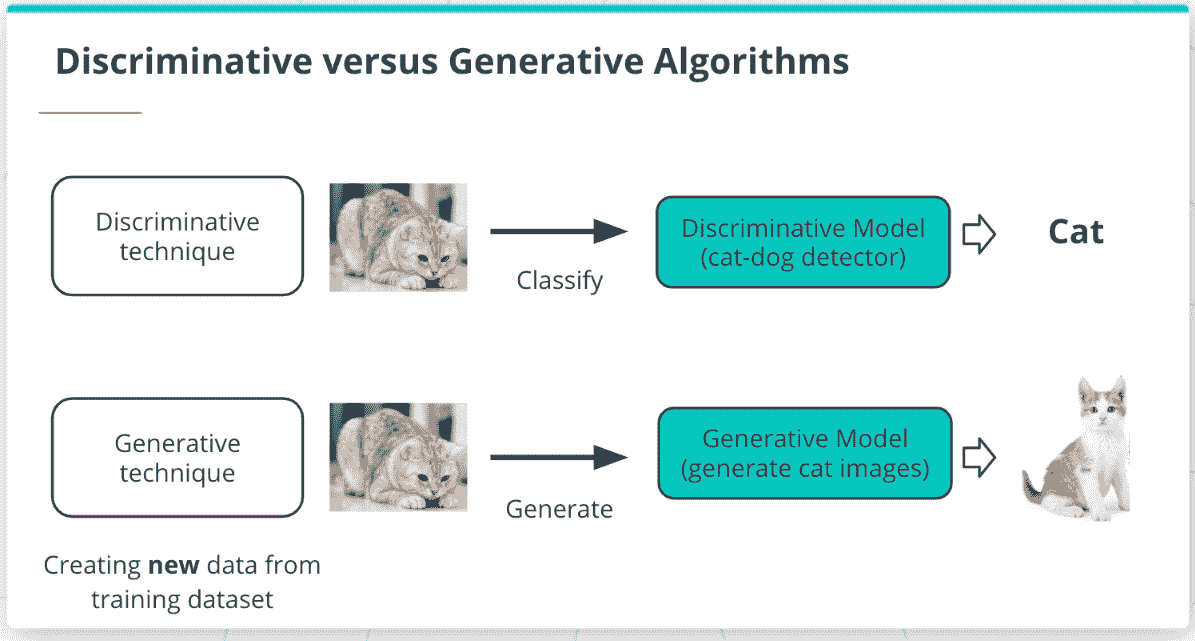 Discriminative versus Generative Algorithms
Discriminative
technique
Classify
Discriminative Model
(cat-dog detector)
Cat
Generative
technique
Generate
Generative Model
(generate cat images)
Creating new data from
training dataset